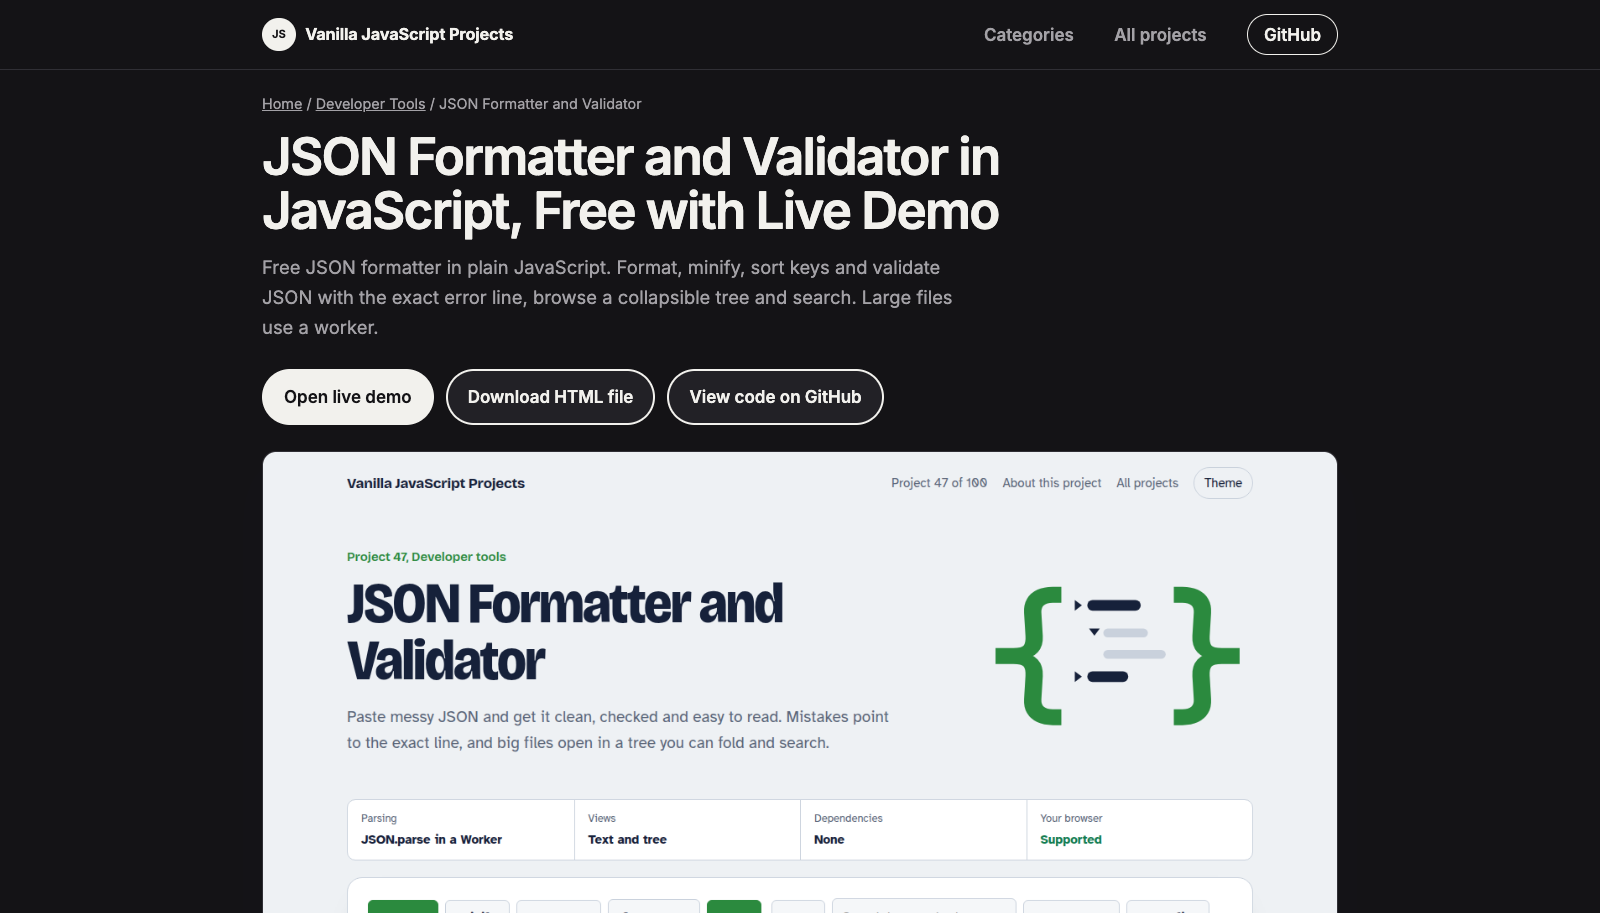 JS Vanilla JavaScript Projects Categories All projects GitHub
Home / Developer Tools / JSON Formatter and Validator
JSON Formatter and Validator in
JavaScript, Free with Live Demo
Free JSON formatter in plain JavaScript. Format, minify, sort keys and validate
JSON with the exact error line, browse a collapsible tree and search. Large files
use a worker.
Open live demo Download HTML file View code on GitHub
Vanilla JavaScript Projects Project 47 of 100 About this project All projects Theme
Project 47, Developer tools
JSON Formatter and
Validator
Paste messy JSON and get it clean, checked and easy to read. Mistakes point
to the exact line, and big files open in a tree you can fold and search.
Parsing Views Dependencies Your browser
JSON.parse in a Worker Text and tree None Supported